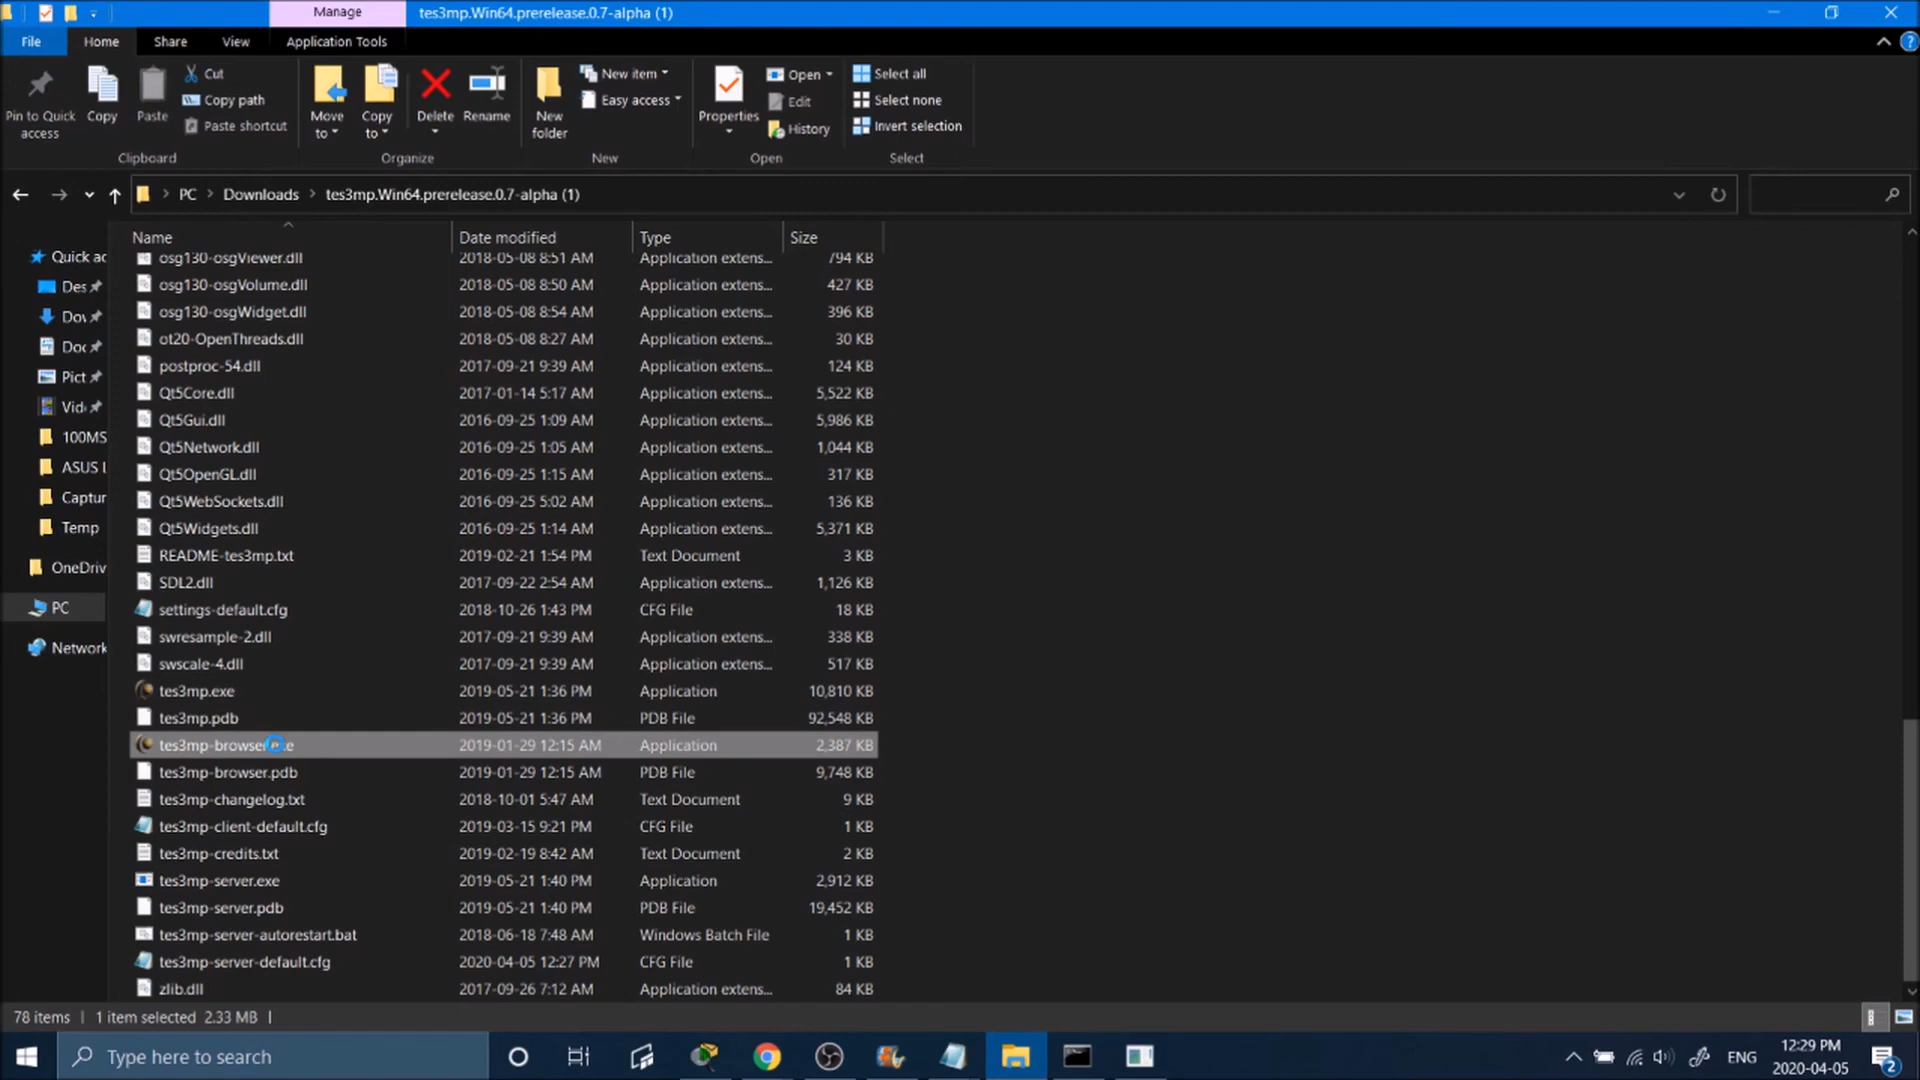 Manage
tes3mp.Win64.prerelease.0.7-alpha (1)
File
Home
Share
View
Application Tools
Pin to Quick access
Copy
Paste
Cut
Copy path
Paste shortcut
Clipboard
Move to
Copy to
Delete
Rename
Organize
New folder
New item
Easy access
New
Properties
Open
Edit
History
Open
Select all
Select none
Invert selection
Select
PC
Downloads
tes3mp.Win64.prerelease.0.7-alpha (1)
Name Date modified Type Size
osg130-osgViewer.dll 2018-05-08 8:51 AM Application extens... 794 KB
osg130-osgVolume.dll 2018-05-08 8:50 AM Application extens... 427 KB
osg130-osgWidget.dll 2018-05-08 8:54 AM Application extens... 396 KB
ot20-OpenThreads.dll 2018-05-08 8:27 AM Application extens... 30 KB
postproc-54.dll 2017-09-21 9:39 AM Application extens... 124 KB
Qt5Core.dll 2017-01-14 5:17 AM Application extens... 5,522 KB
Qt5Gui.dll 2016-09-25 1:09 AM Application extens... 5,986 KB
Qt5Network.dll 2016-09-25 1:05 AM Application extens... 1,044 KB
Qt5OpenGL.dll 2016-09-25 1:15 AM Application extens... 317 KB
Qt5WebSockets.dll 2016-09-25 5:02 AM Application extens... 136 KB
Qt5Widgets.dll 2016-09-25 1:14 AM Application extens... 5,371 KB
README-tes3mp.txt 2019-02-21 1:54 PM Text Document 3 KB
SDL2.dll 2017-09-22 2:54 AM Application extens... 1,126 KB
settings-default.cfg 2018-10-26 1:43 PM CFG File 18 KB
swresample-2.dll 2017-09-21 9:39 AM Application extens... 338 KB
swscale-4.dll 2017-09-21 9:39 AM Application extens... 517 KB
tes3mp.exe 2019-05-21 1:36 PM Application 10,810 KB
tes3mp.pdb 2019-05-21 1:36 PM PDB File 92,548 KB
tes3mp-browser.exe 2019-01-29 12:15 AM Application 2,387 KB
tes3mp-browser.pdb 2019-01-29 12:15 AM PDB File 9,748 KB
tes3mp-changelog.txt 2018-10-01 5:47 AM Text Document 9 KB
tes3mp-client-default.cfg 2019-03-15 9:21 PM CFG File 1 KB
tes3mp-credits.txt 2019-02-19 8:42 AM Text Document 2 KB
tes3mp-server.exe 2019-05-21 1:40 PM Application 2,912 KB
tes3mp-server.pdb 2019-05-21 1:40 PM PDB File 19,452 KB
tes3mp-server-autorestart.bat 2018-06-18 7:48 AM Windows Batch File 1 KB
tes3mp-server-default.cfg 2020-04-05 12:27 PM CFG File 1 KB
zlib.dll 2017-09-26 7:12 AM Application extens... 84 KB
Quick ac
Des
Dov
Doc
Pict
Vid
100MS
ASUS
Captur
Temp
OneDriv
PC
Network
78 items 1 item selected 2.33 MB
Type here to search
ENG
12:29 PM
2020-04-05
2